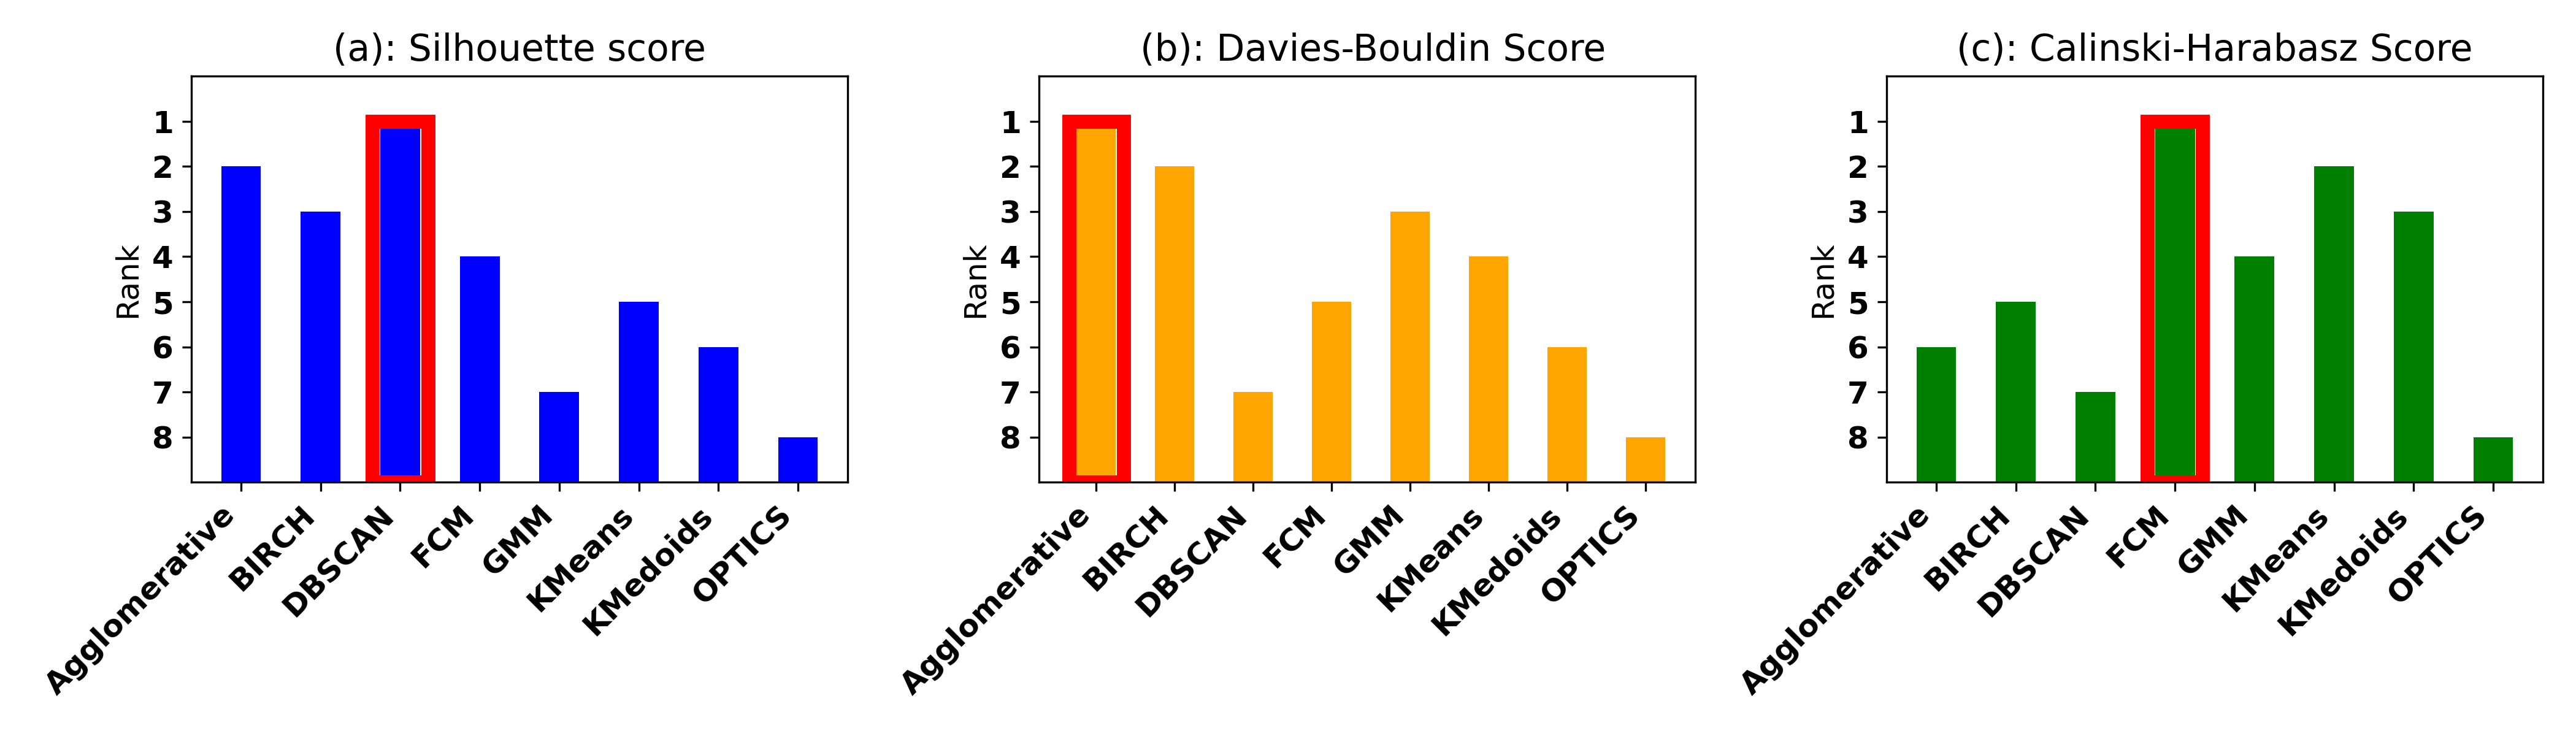 (a): Silhouette score
Rank
1
2
3
4
5
6
7
8
Agglomerative
BIRCH
DBSCAN
FCM
GMM
KMeans
KMedoids
OPTICS
(b): Davies-Bouldin Score
Rank
1
2
3
4
5
6
7
8
Agglomerative
BIRCH
DBSCAN
FCM
GMM
KMeans
KMedoids
OPTICS
(c): Calinski-Harabasz Score
Rank
1
2
3
4
5
6
7
8
Agglomerative
BIRCH
DBSCAN
FCM
GMM
KMeans
KMedoids
OPTICS